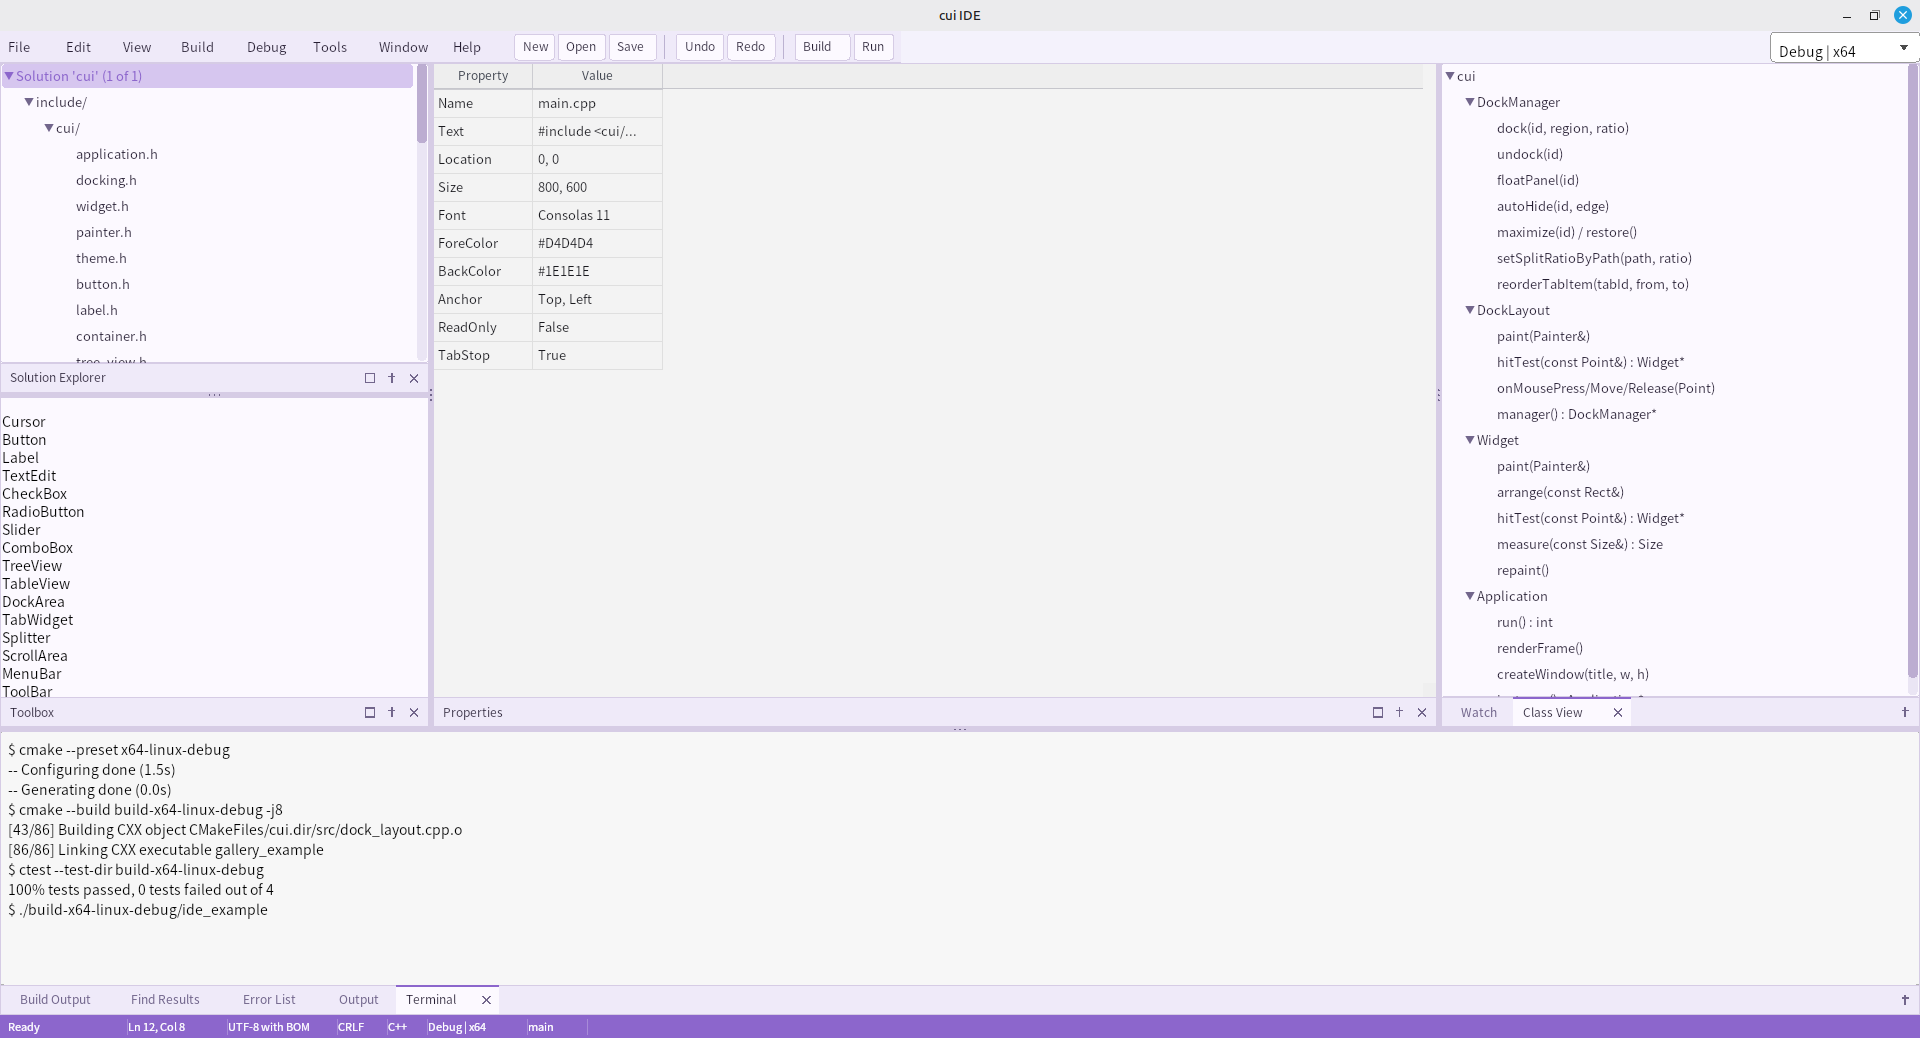 cui IDE
File Edit View Build Debug Tools Window Help New Open Save Undo Redo Build Run Debug | x64
Solution 'cui' (1 of 1)
include/
cui/
application.h
docking.h
widget.h
painter.h
theme.h
button.h
label.h
container.h
tree_view.h
Solution Explorer
Cursor
Button
Label
TextEdit
CheckBox
RadioButton
Slider
ComboBox
TreeView
TableView
DockArea
TabWidget
Splitter
ScrollArea
MenuBar
ToolBar
Toolbox
Property Value
Name main.cpp
Text #include <cui/...
Location 0, 0
Size 800, 600
Font Consolas 11
ForeColor #D4D4D4
BackColor #1E1E1E
Anchor Top, Left
ReadOnly False
TabStop True
Properties
cui
DockManager
dock(id, region, ratio)
undock(id)
floatPanel(id)
autoHide(id, edge)
maximize(id) / restore()
setSplitRatioByPath(path, ratio)
reorderTabItem(tabId, from, to)
DockLayout
paint(Painter&)
hitTest(const Point&) : Widget*
onMousePress/Move/Release(Point)
manager() : DockManager*
Widget
paint(Painter&)
arrange(const Rect&)
hitTest(const Point&) : Widget*
measure(const Size&) : Size
repaint()
Application
run() : int
renderFrame()
createWindow(title, w, h)
Watch Class View
$ cmake --preset x64-linux-debug
-- Configuring done (1.5s)
-- Generating done (0.0s)
$ cmake --build build-x64-linux-debug -j8
[43/86] Building CXX object CMakeFiles/cui.dir/src/dock_layout.cpp.o
[86/86] Linking CXX executable gallery_example
$ ctest --test-dir build-x64-linux-debug
100% tests passed, 0 tests failed out of 4
$ ./build-x64-linux-debug/ide_example
Build Output Find Results Error List Output Terminal
Ready Ln 12, Col 8 UTF-8 with BOM CRLF C++ Debug | x64 main